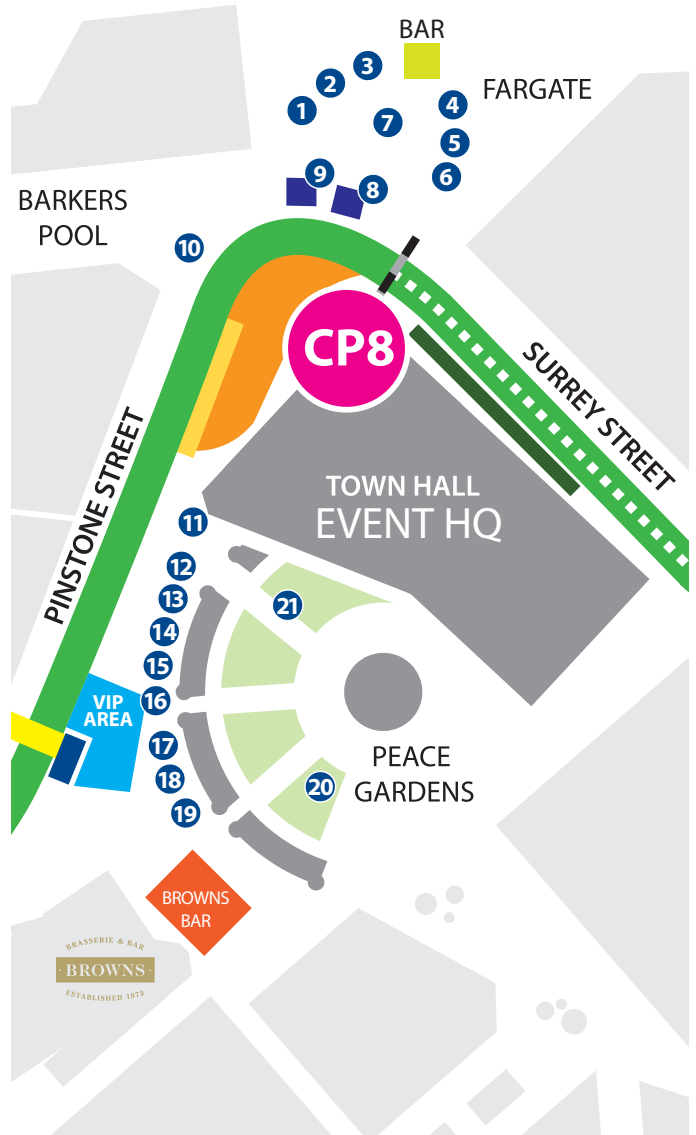 BAR
3
2
FARGATE
1
4
7
5
6
9
8
BARKERS
POOL
10
CP8
SURREY STREET
PINSTONE STREET
TOWN HALL
EVENT HQ
11
12
13
21
14
15
16
VIP
AREA
17
PEACE
GARDENS
18
20
19
BROWNS
BAR
BRASSERIE & BAR
· BROWNS ·
ESTABLISHED 1973